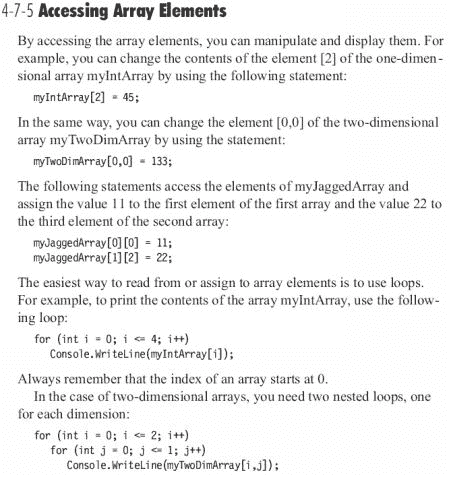 4-7-5 Accessing Array Elements
By accessing the array elements, you can manipulate and display them. For
example, you can change the contents of the element [2] of the one-dimen-
sional array myIntArray by using the following statement:
myIntArray[2] = 45;
In the same way, you can change the element [0,0] of the two-dimensional
array myTwoDimArray by using the statement:
myTwoDimArray[0,0] = 133;
The following statements access the elements of myJaggedArray and
assign the value 11 to the first element of the first array and the value 22 to
the third element of the second array:
myJaggedArray[0][0] = 11;
myJaggedArray[1][2] = 22;
The easiest way to read from or assign to array elements is to use loops.
For example, to print the contents of the array myIntArray, use the follow-
ing loop:
for (int i = 0; i <= 4; i++)
Console.WriteLine(myIntArray[i]);
Always remember that the index of an array starts at 0.
In the case of two-dimensional arrays, you need two nested loops, one
for each dimension:
for (int i = 0; i <= 2; i++)
for (int j = 0; j <= 1; j++)
Console.WriteLine(myTwoDimArray[i,j]);